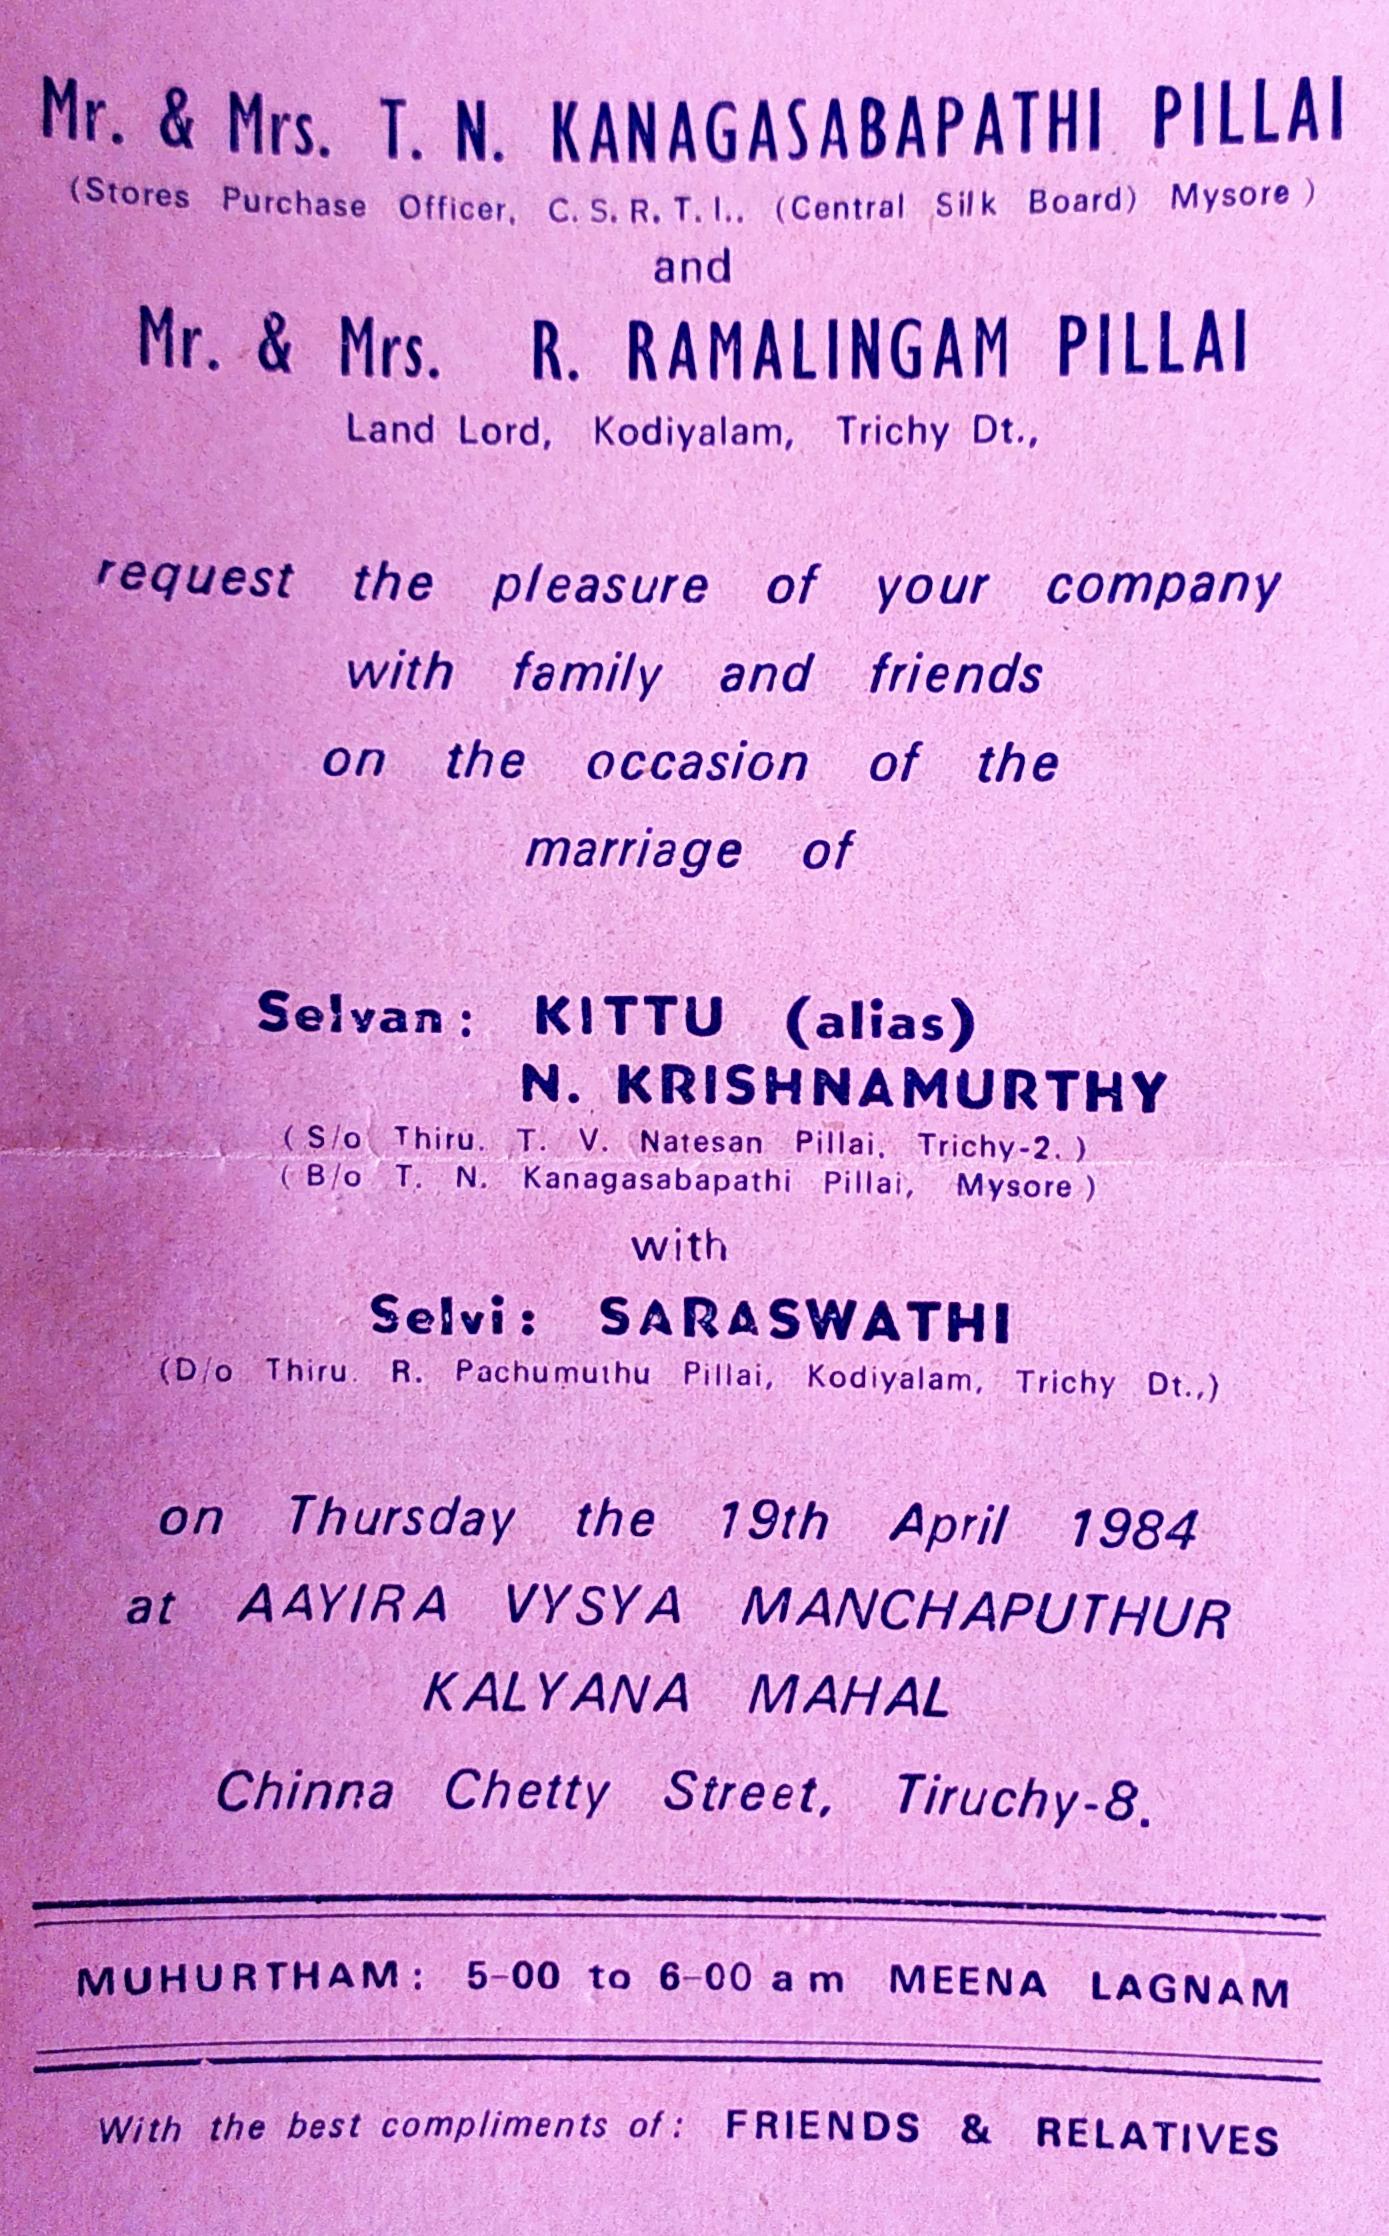 Mr. & Mrs. T. N. KANAGASABAPATHI PILLAI
(Stores Purchase Officer, C. S. R. T. I.. (Central Silk Board) Mysore )
and
Mr. & Mrs. R. RAMALINGAM PILLAI
Land Lord, Kodiyalam, Trichy Dt.,
request the pleasure of your company
with family and friends
on the occasion of the
marriage of
Selvan: KITTU (alias)
N. KRISHNAMURTHY
( S/o Thiru. T. V. Natesan Pillai, Trichy-2. )
( B/o T. N. Kanagasabapathi Pillai, Mysore )
with
Selvi: SARASWATHI
(D/o Thiru. R. Pachumuthu Pillai, Kodiyalam, Trichy Dt.,)
on Thursday the 19th April 1984
at AAYIRA VYSYA MANCHAPUTHUR
KALYANA MAHAL
Chinna Chetty Street, Tiruchy-8.
MUHURTHAM: 5-00 to 6-00 a m MEENA LAGNAM
With the best compliments of: FRIENDS & RELATIVES